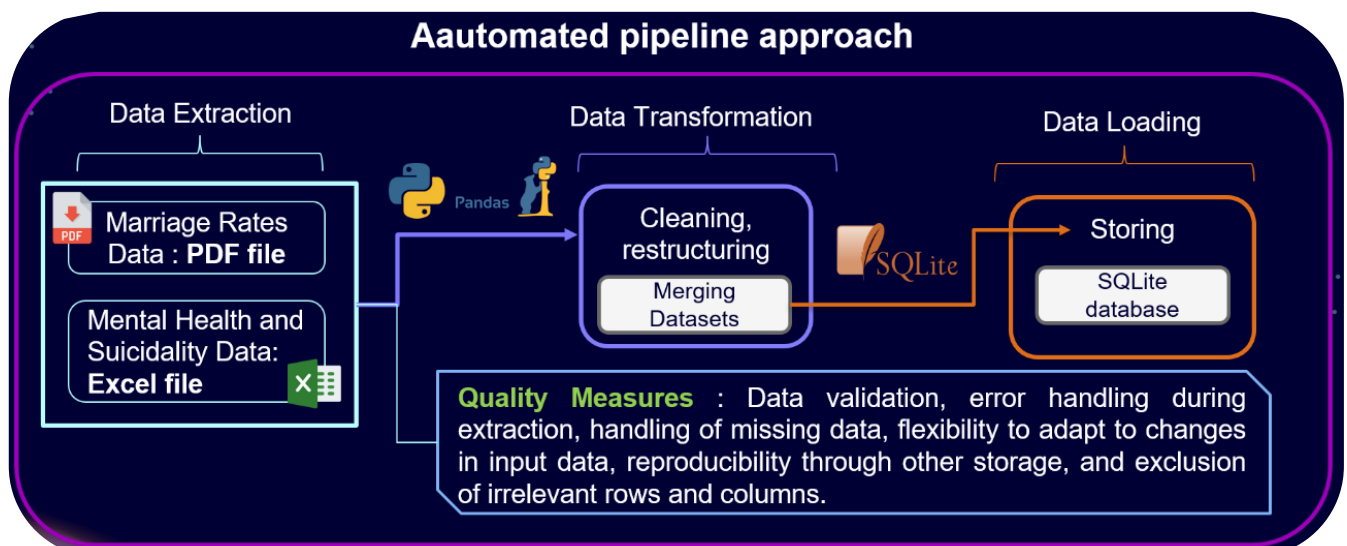 Aautomated pipeline approach
Data Extraction
Data Transformation
Data Loading
PDF
Marriage Rates
Data : PDF file
Mental Health and
Suicidality Data:
Excel file
X
Pandas
Cleaning,
restructuring
Merging
Datasets
SQLite
Storing
SQLite
database
Quality Measures : Data validation, error handling during
extraction, handling of missing data, flexibility to adapt to changes
in input data, reproducibility through other storage, and exclusion
of irrelevant rows and columns.